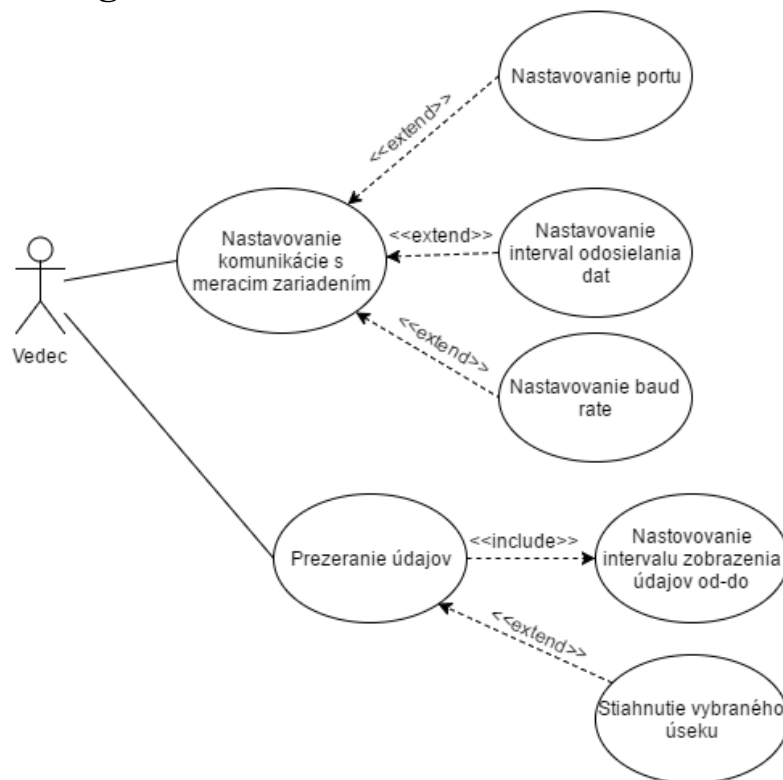 Nastavovanie portu
<<extend>>
Nastavovanie
komunikácie s
meracim zariadením
<<extend>>
Nastavovanie
interval odosielania
dat
Vedec
<<extend>>
Nastavovanie baud
rate
Prezeranie údajov
<<include>>
Nastovovanie
intervalu zobrazenia
údajov od-do
<<extend>>
Stiahnutie vybraného
úseku